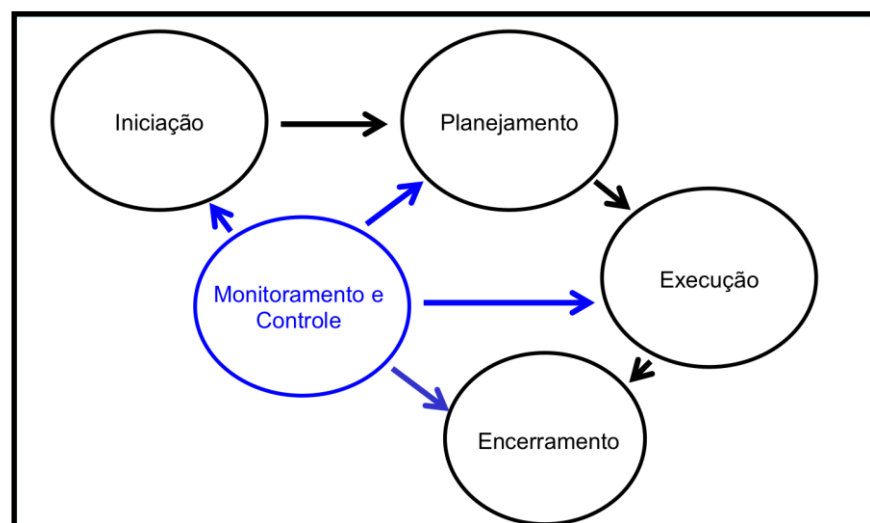 Iniciação
Planejamento
Execução
Monitoramento e
Controle
Encerramento